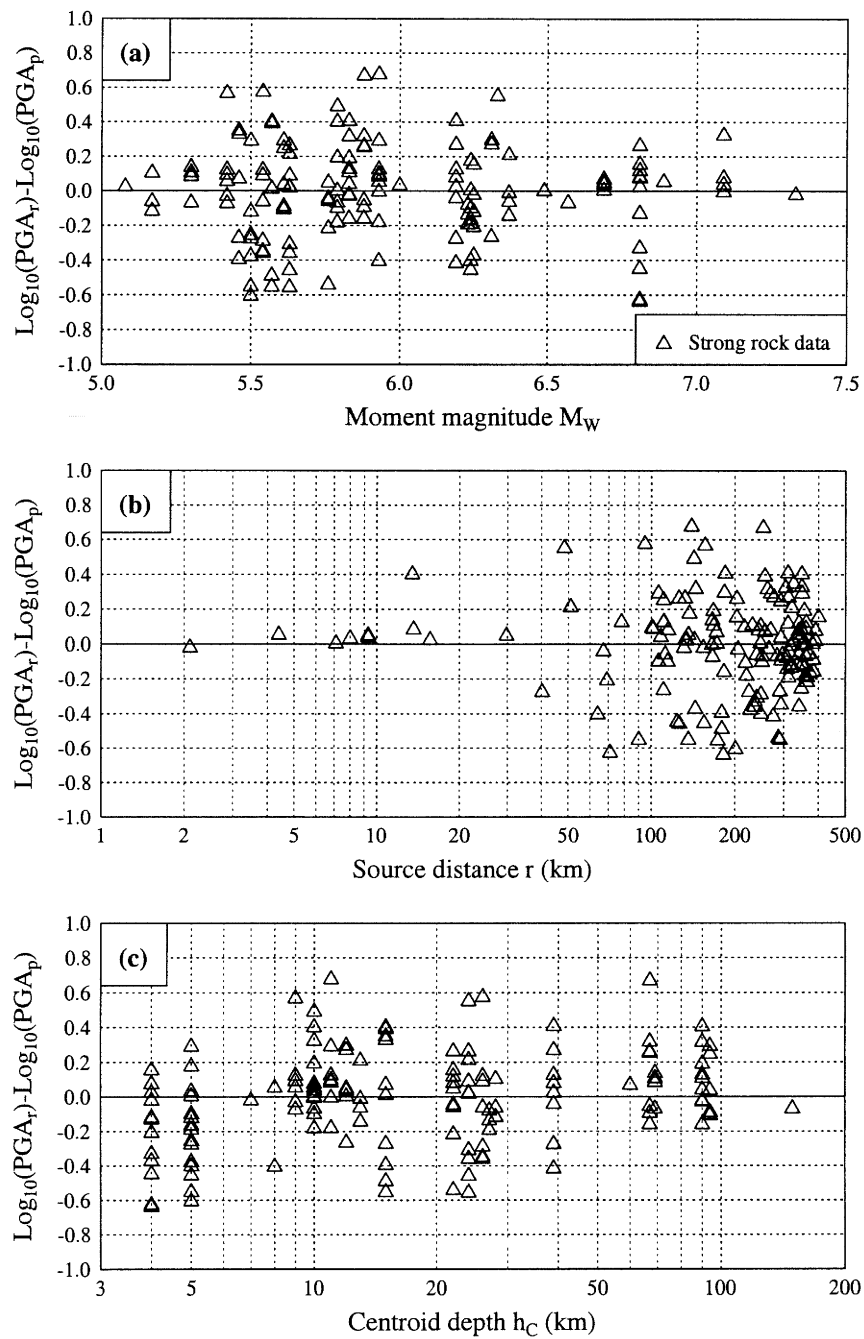 (a)
Log10(PGAr)-Log10(PGAp)
1.0
0.8
0.6
0.4
0.2
0.0
-0.2
-0.4
-0.6
-0.8
-1.0
Strong rock data
5.0 5.5 6.0 6.5 7.0 7.5
Moment magnitude MW
(b)
Log10(PGAr)-Log10(PGAp)
1.0
0.8
0.6
0.4
0.2
0.0
-0.2
-0.4
-0.6
-0.8
-1.0
1 2 5 10 20 50 100 200 500
Source distance r (km)
(c)
Log10(PGAr)-Log10(PGAp)
1.0
0.8
0.6
0.4
0.2
0.0
-0.2
-0.4
-0.6
-0.8
-1.0
3 5 10 20 50 100 200
Centroid depth hC (km)